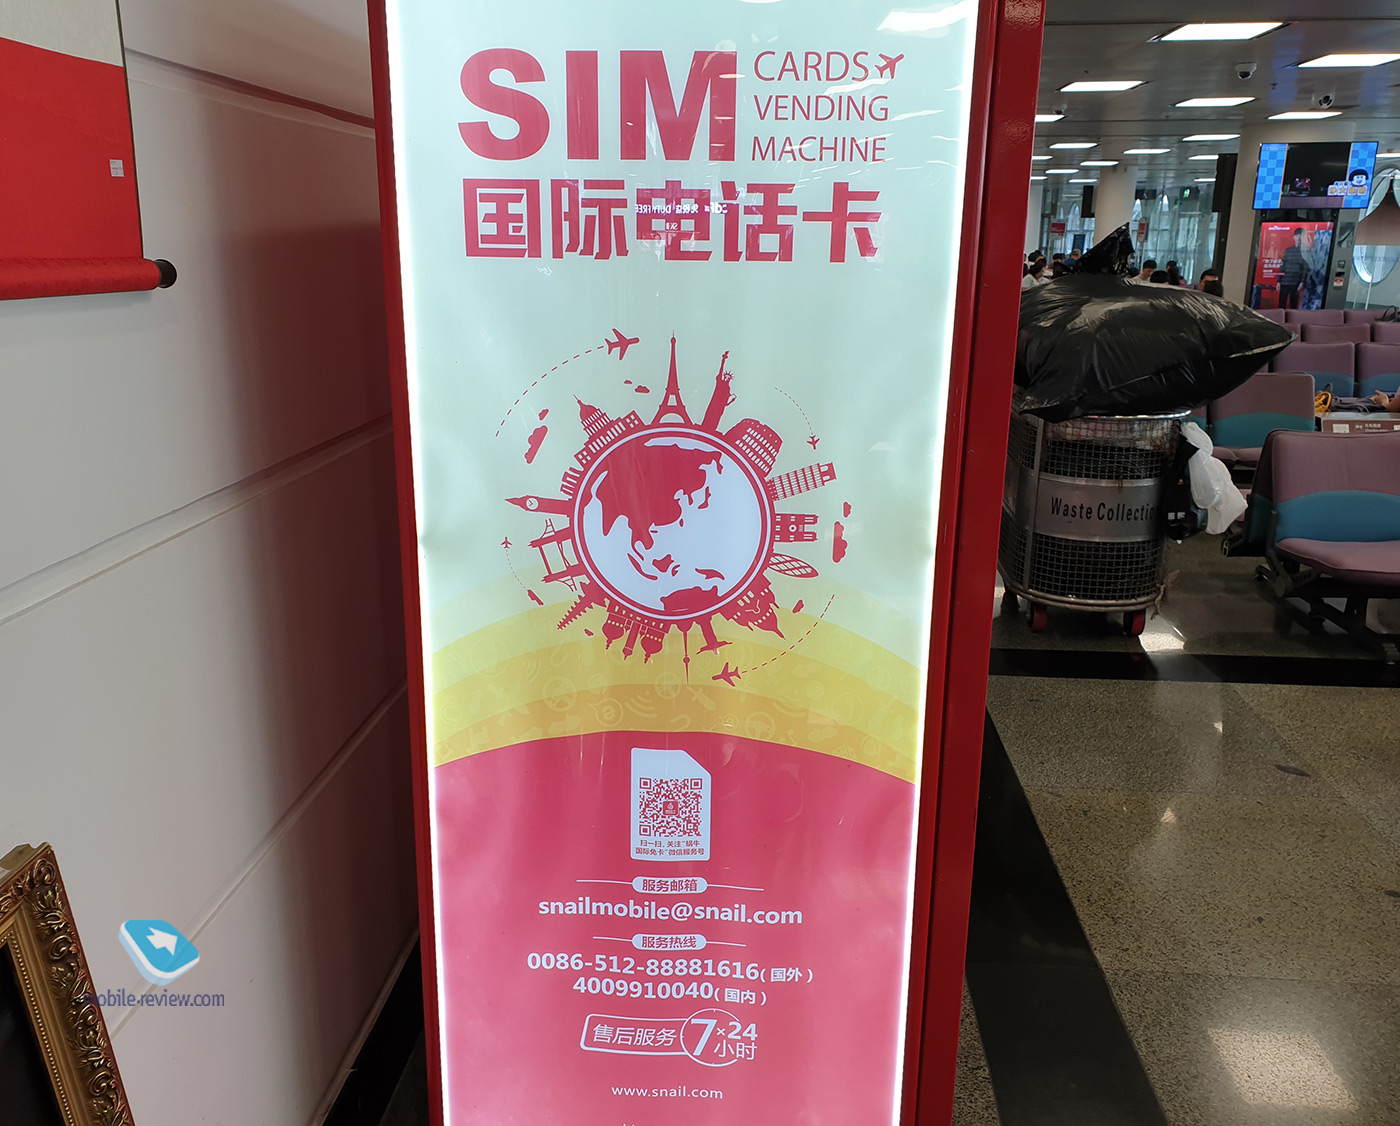 SIM
CARDS
VENDING
MACHINE
国际电话卡
扫一扫，关注“蜗牛
国际免卡”微信服务号
服务邮箱
snailmobile@snail.com
服务热线
0086-512-88881616(国外)
4009910040(国内)
售后服务 7×24
小时
www.snail.com
Waste Collectio
mobile-review.com